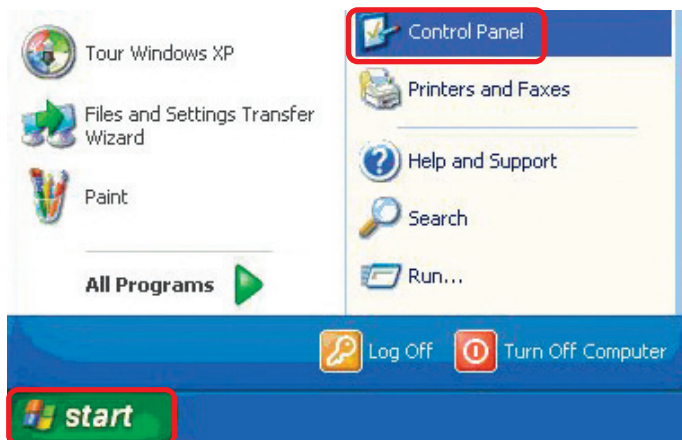 Tour Windows XP
Files and Settings Transfer
Wizard
Paint
All Programs
Control Panel
Printers and Faxes
Help and Support
Search
Run...
Log Off
Turn Off Computer
start